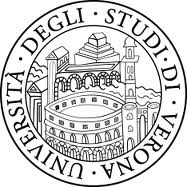 UNIVERSITÀ · DEGLI · STUDI · DI · VERONA ·